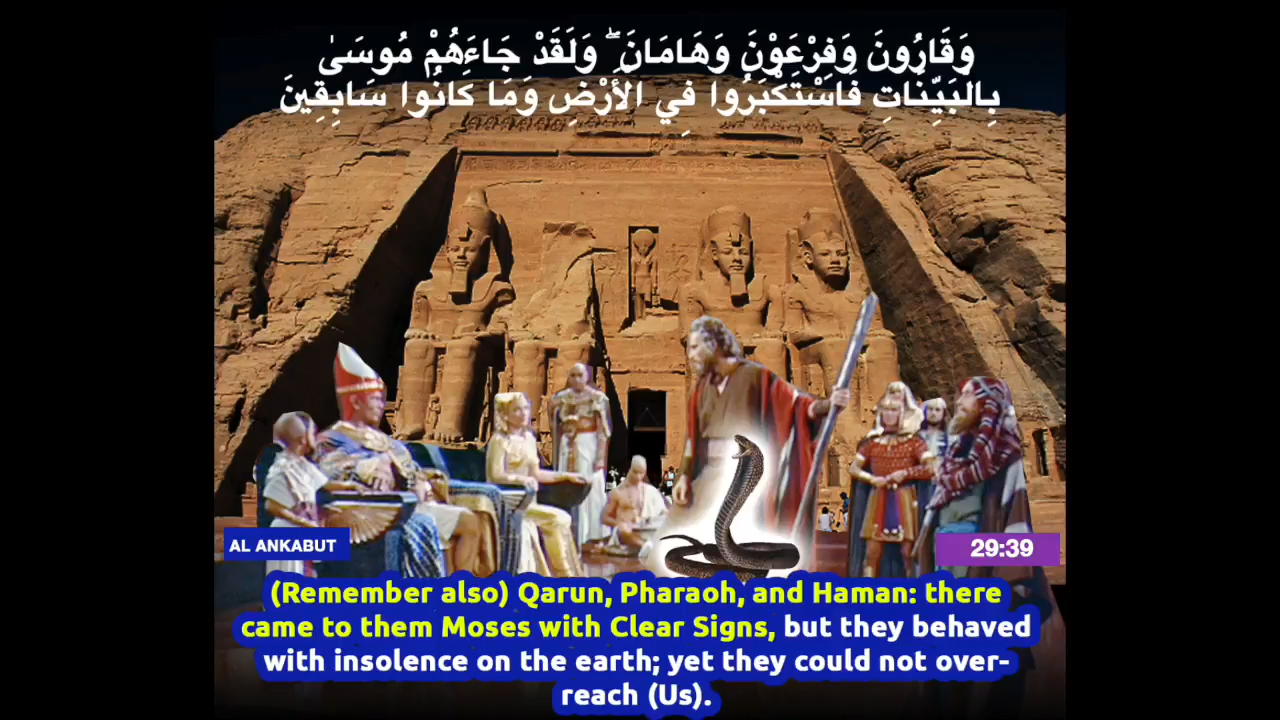 وَقَارُونَ وَفِرْعَوْنَ وَهَامَانَ ۖ وَلَقَدْ جَاءَهُمْ مُوسَىٰ
بِالْبَيِّنَاتِ فَاسْتَكْبَرُوا فِي الْأَرْضِ وَمَا كَانُوا سَابِقِينَ
AL ANKABUT
29:39
(Remember also) Qarun, Pharaoh, and Haman: there
came to them Moses with Clear Signs, but they behaved
with insolence on the earth; yet they could not over-
reach (Us).